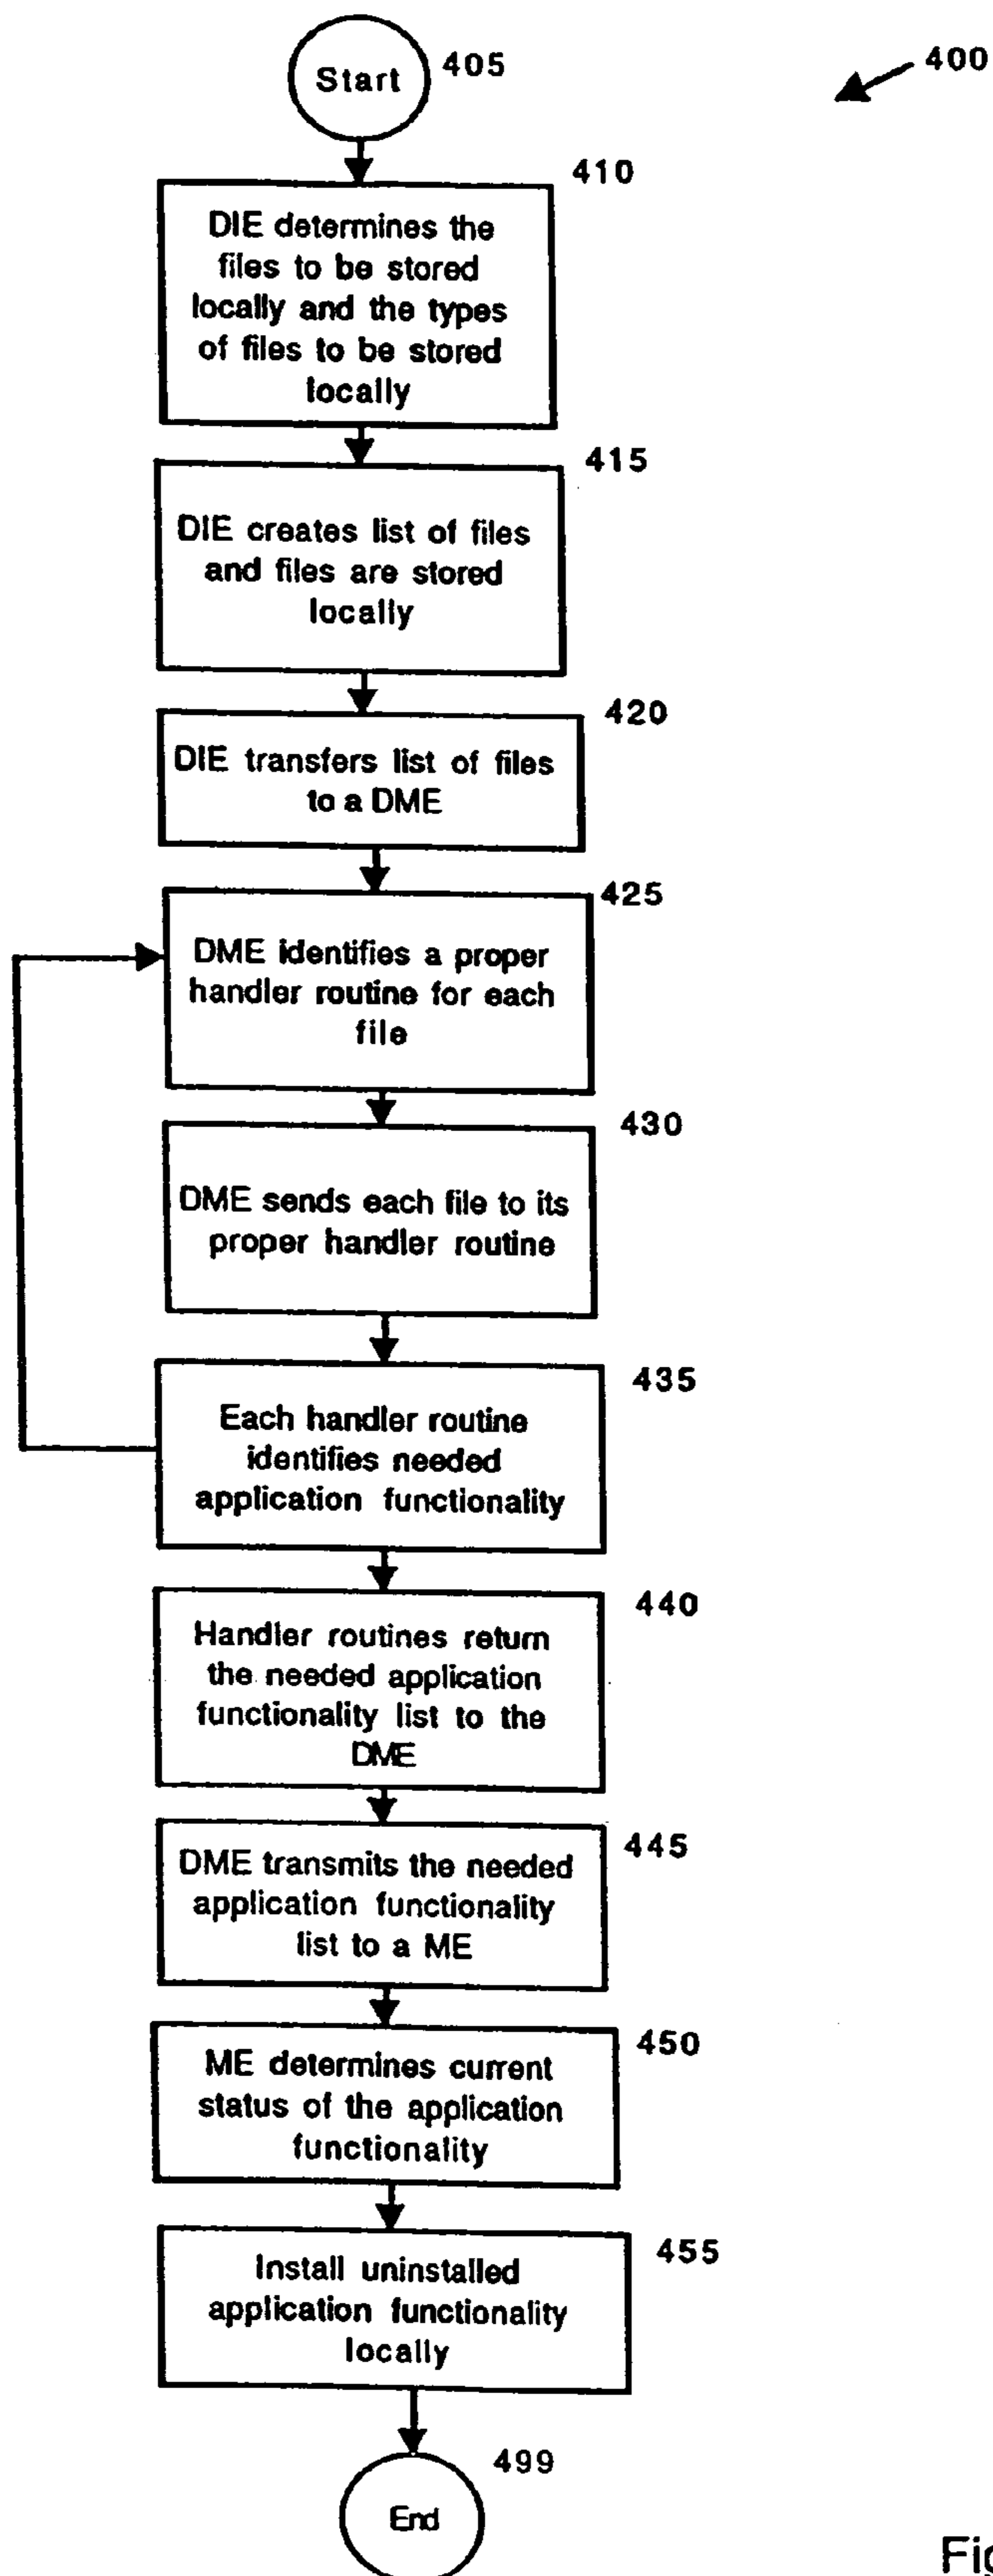 Start
405
400
410
DIE determines the
files to be stored
locally and the types
of files to be stored
locally
415
DIE creates list of files
and files are stored
locally
420
DIE transfers list of files
to a DME
425
DME identifies a proper
handler routine for each
file
430
DME sends each file to its
proper handler routine
435
Each handler routine
identifies needed
application functionality
440
Handler routines return
the needed application
functionality list to the
DME
445
DME transmits the needed
application functionality
list to a ME
450
ME determines current
status of the application
functionality
455
Install uninstalled
application functionality
locally
499
End